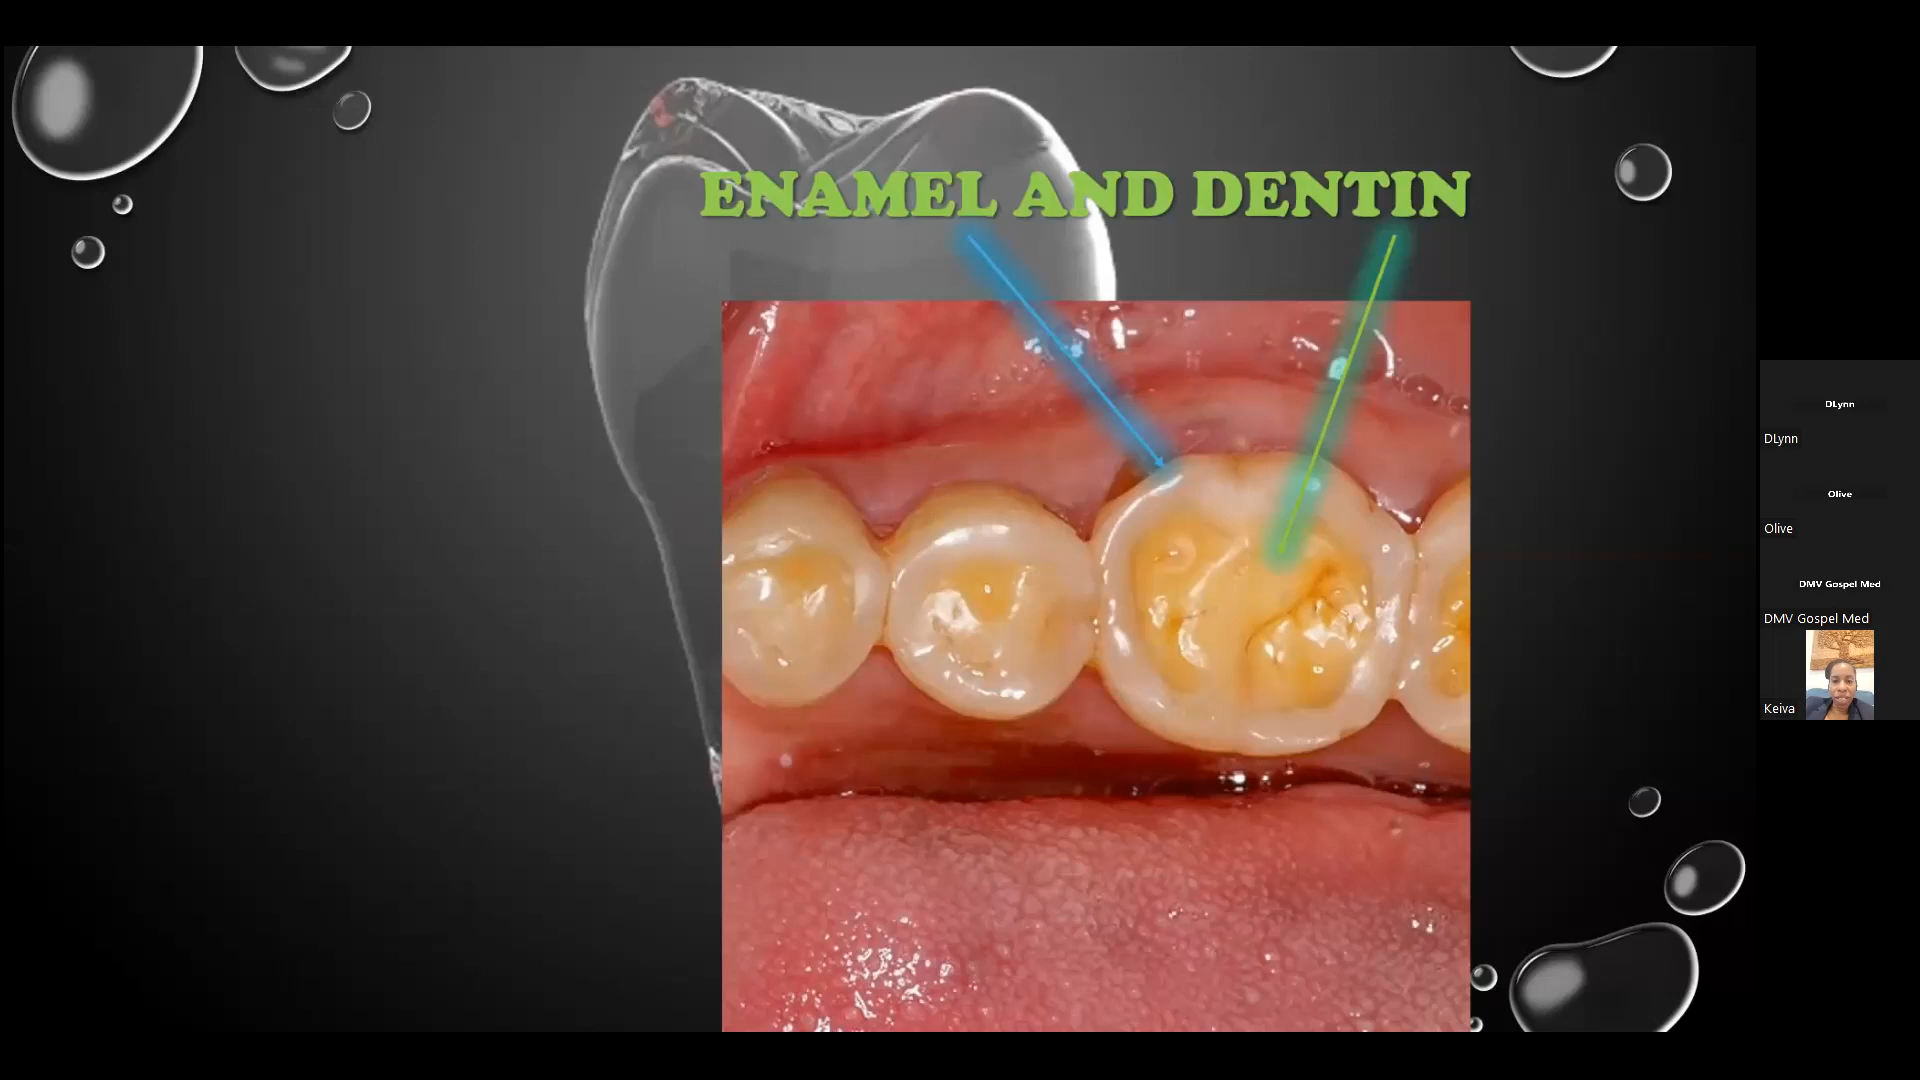 ENAMEL AND DENTIN
DLynn
DLynn
Olive
Olive
DMV Gospel Med
DMV Gospel Med
Keiva